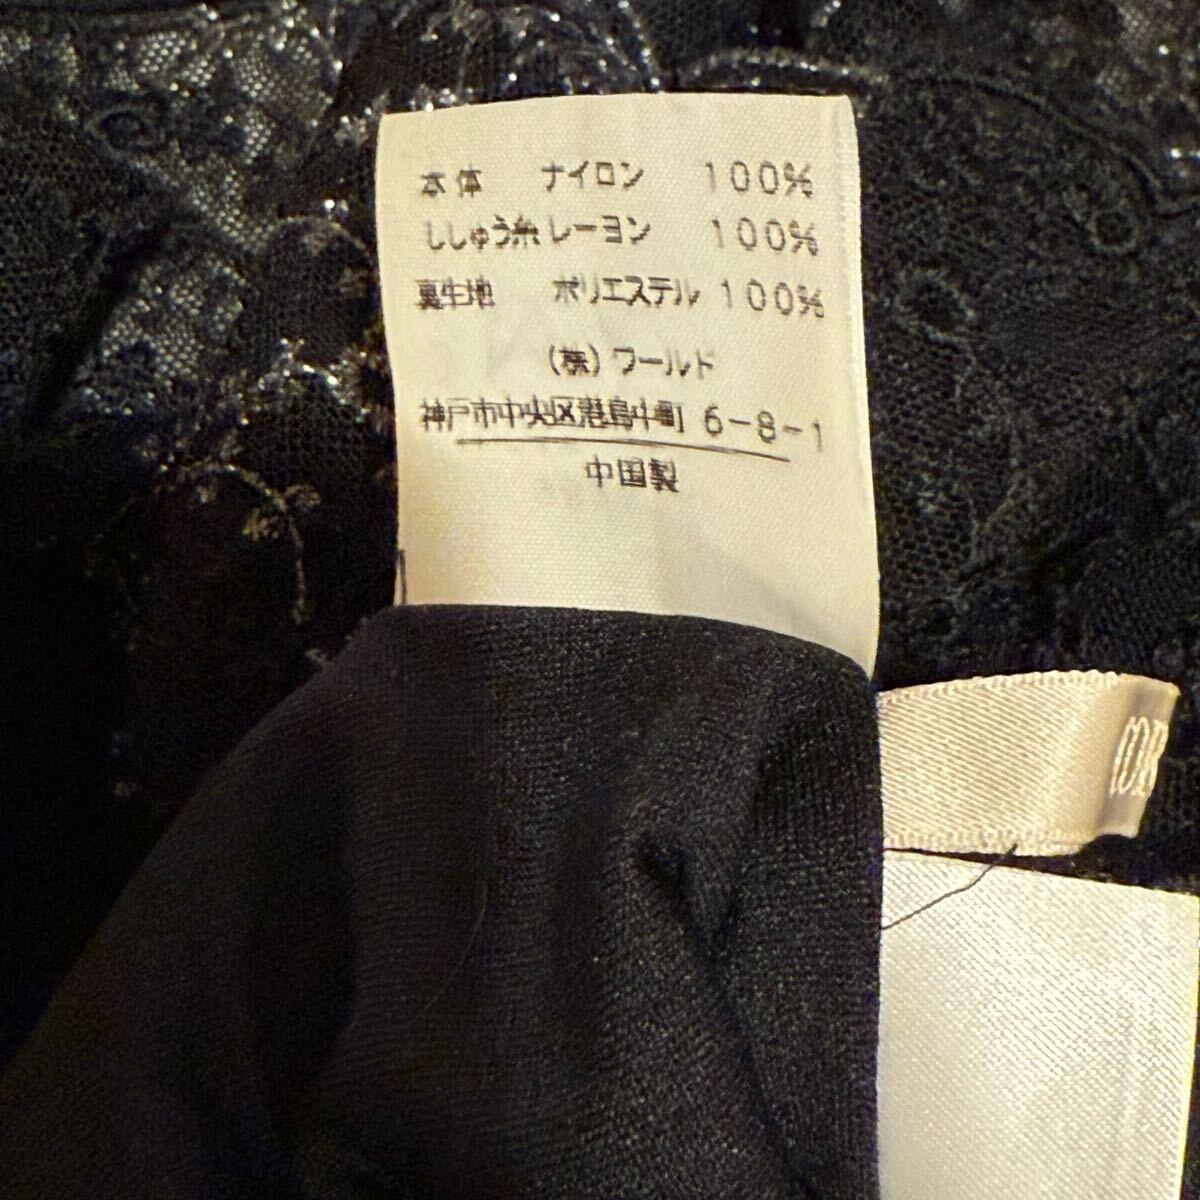 本体 ナイロン 100%
ししゅう糸 レーヨン 100%
裏生地 ポリエステル 100%
(株) ワールド
神戸市中央区港島中町 6-8-1
中国製